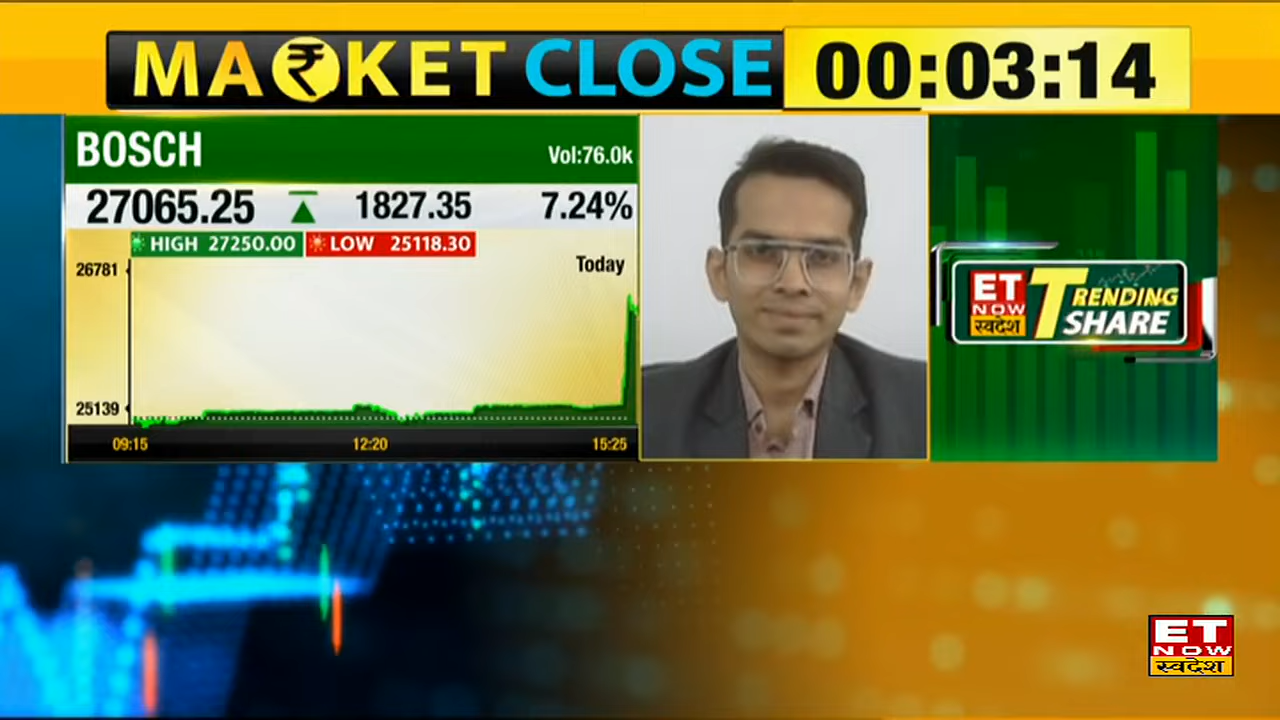 MA₹KET CLOSE 00:03:14
BOSCH
Vol:76.0k
27065.25 1827.35 7.24%
HIGH 27250.00 LOW 25118.30
Today
26781
25139
09:15 12:20 15:25
ET
NOW
स्वदेश
TRENDING
SHARE
ET
NOW
स्वदेश